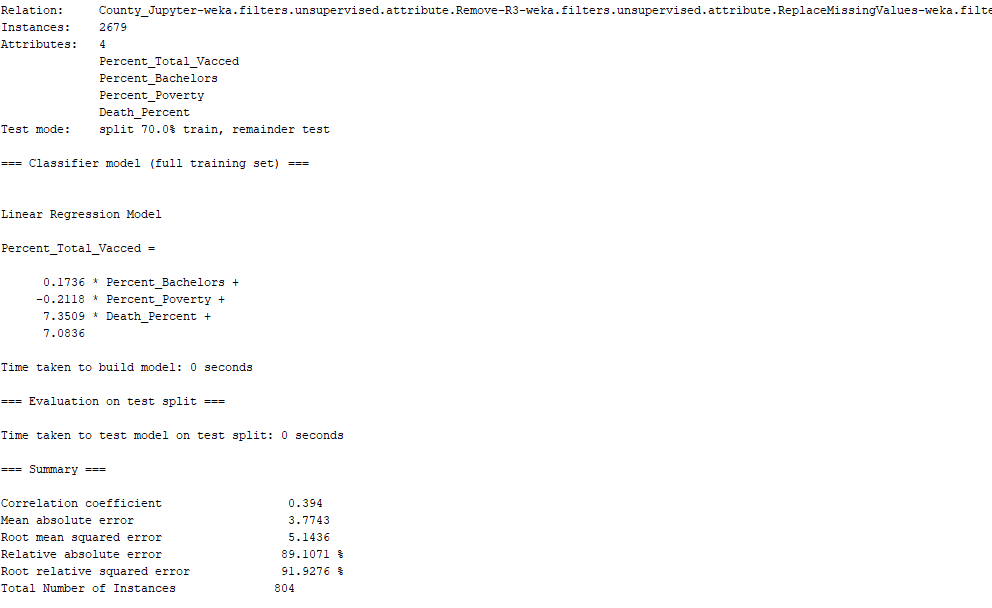 Relation:     County_Jupyter-weka.filters.unsupervised.attribute.Remove-R3-weka.filters.unsupervised.attribute.ReplaceMissingValues-weka.filte
Instances:    2679
Attributes:   4
              Percent_Total_Vacced
              Percent_Bachelors
              Percent_Poverty
              Death_Percent
Test mode:    split 70.0% train, remainder test
=== Classifier model (full training set) ===
Linear Regression Model
Percent_Total_Vacced =
      0.1736 * Percent_Bachelors +
     -0.2118 * Percent_Poverty +
      7.3509 * Death_Percent +
      7.0836
Time taken to build model: 0 seconds
=== Evaluation on test split ===
Time taken to test model on test split: 0 seconds
=== Summary ===
Correlation coefficient                  0.394
Mean absolute error                      3.7743
Root mean squared error                  5.1436
Relative absolute error                 89.1071 %
Root relative squared error             91.9276 %
Total Number of Instances              804